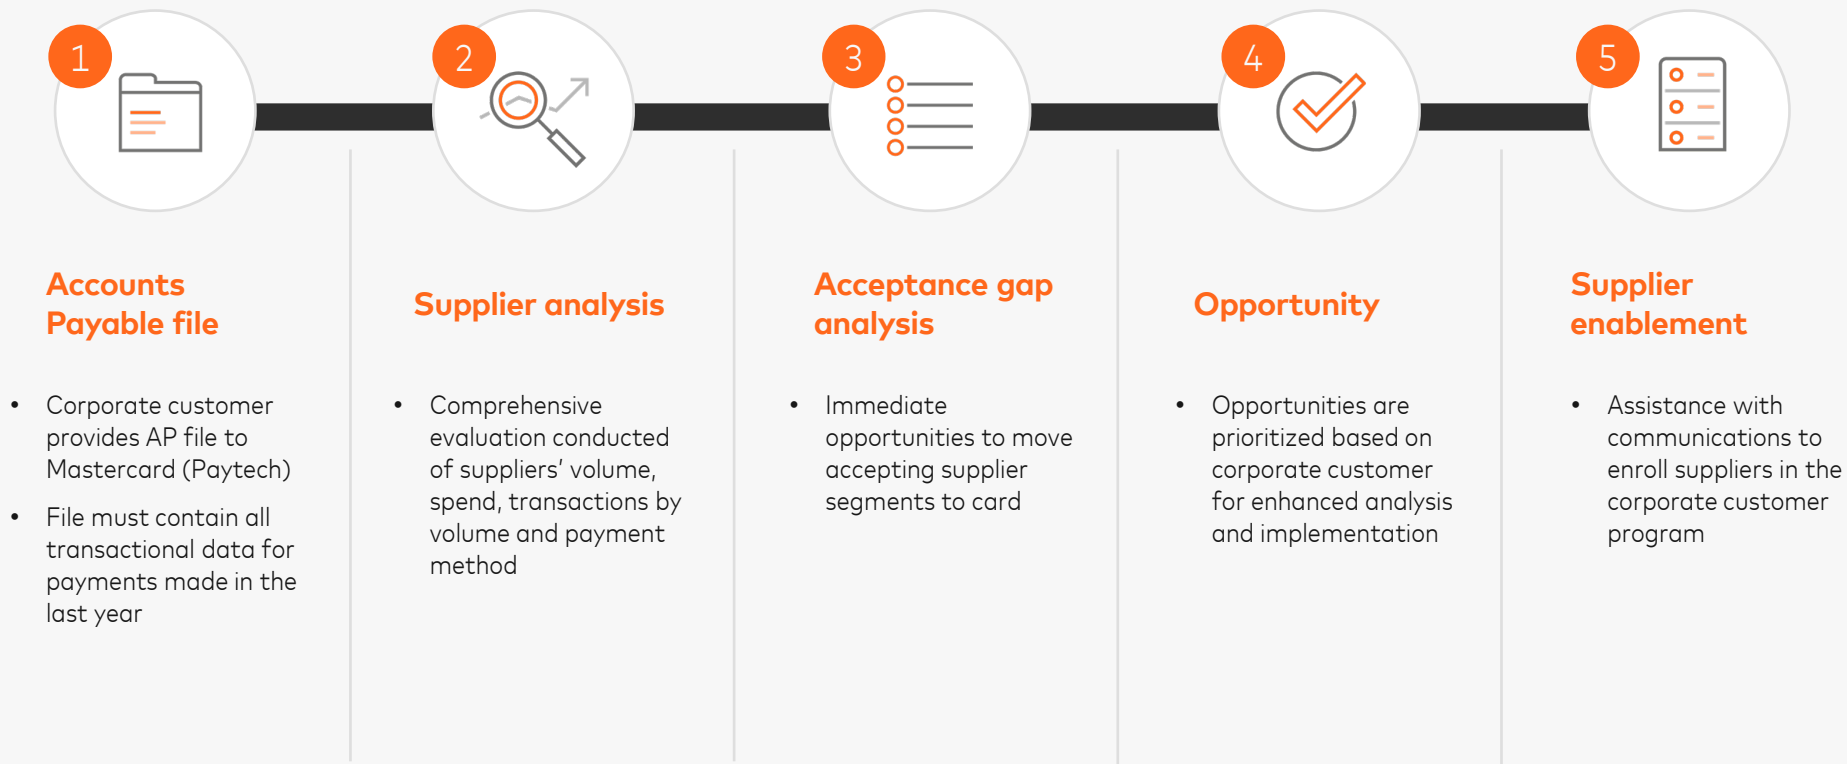 1
Accounts
Payable file
• Corporate customer
provides AP file to
Mastercard (Paytech)
• File must contain all
transactional data for
payments made in the
last year
2
Supplier analysis
• Comprehensive
evaluation conducted
of suppliers’ volume,
spend, transactions by
volume and payment
method
3
Acceptance gap
analysis
• Immediate
opportunities to move
accepting supplier
segments to card
4
Opportunity
• Opportunities are
prioritized based on
corporate customer
for enhanced analysis
and implementation
5
Supplier
enablement
• Assistance with
communications to
enroll suppliers in the
corporate customer
program